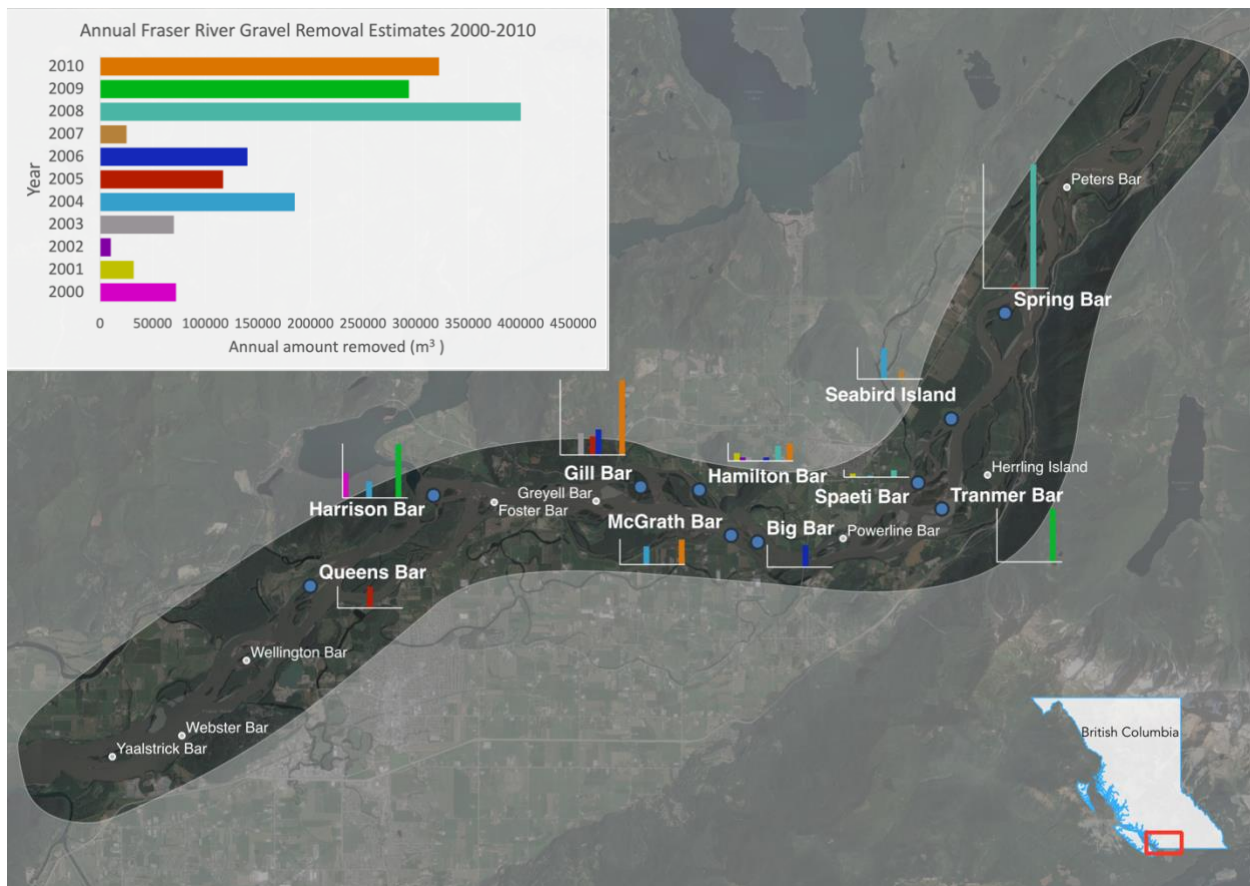 Annual Fraser River Gravel Removal Estimates 2000-2010
Year
2010
2009
2008
2007
2006
2005
2004
2003
2002
2001
2000
0 50000 100000 150000 200000 250000 300000 350000 400000 450000
Annual amount removed (m³ )
Peters Bar
Spring Bar
Seabird Island
Herrling Island
Gill Bar
Hamilton Bar
Spaeti Bar
Tranmer Bar
Harrison Bar
Greyell Bar
Foster Bar
McGrath Bar
Big Bar
Powerline Bar
Queens Bar
Wellington Bar
Webster Bar
Yaalstrick Bar
British Columbia